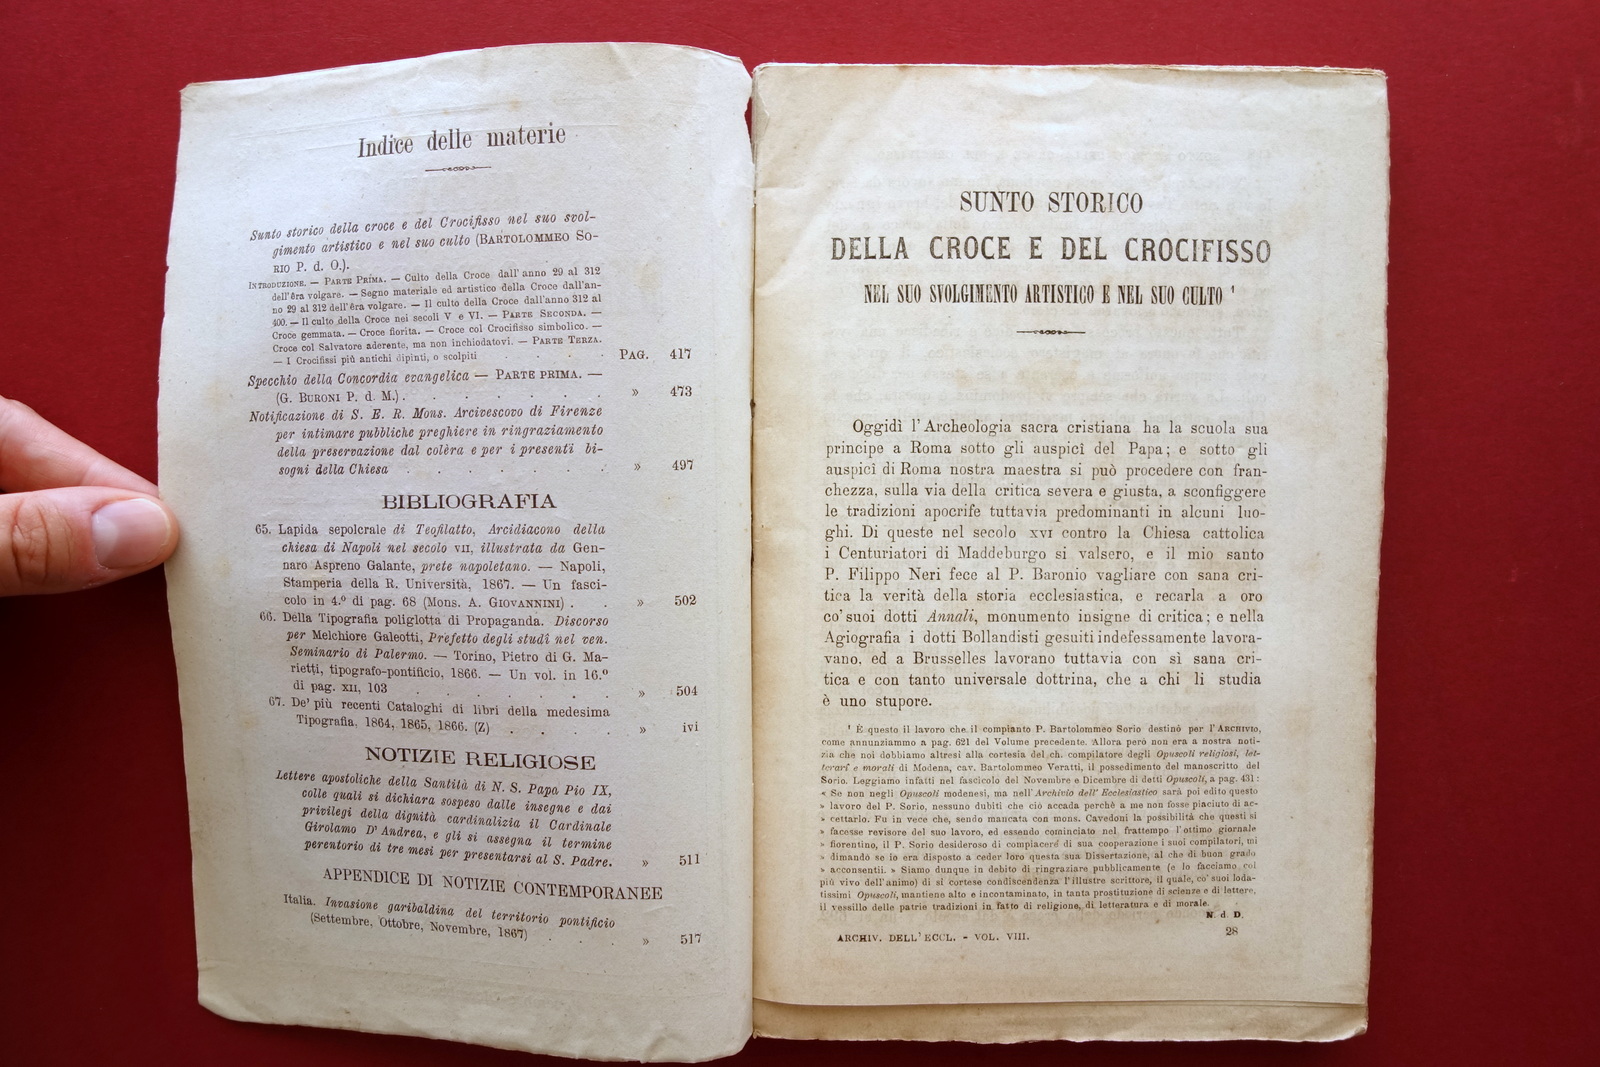 Indice delle materie
Sunto storico della croce e del Crocifisso nel suo svol-
gimento artistico e nel suo culto (BARTOLOMMEO SO-
RIO P. d. O.).
INTRODUZIONE. — PARTE PRIMA. — Culto della Croce dall' anno 29 al 312
dell'êra volgare. — Segno materiale ed artistico della Croce dall'an-
no 29 al 312 dell'êra volgare. — Il culto della Croce dall'anno 312 al
400. — Il culto della Croce nei secoli V e VI. — PARTE SECONDA. —
Croce gemmata. — Croce fiorita. — Croce col Crocifisso simbolico. —
Croce col Salvatore aderente, ma non inchiodatovi. — PARTE TERZA.
— I Crocifissi più antichi dipinti, o scolpiti . . . . PAG. 417
Specchio della Concordia evangelica — PARTE PRIMA. —
(G. BURONI P. d. M.) . . . . . . . » 473
Notificazione di S. E. R. Mons. Arcivescovo di Firenze
per intimare pubbliche preghiere in ringraziamento
della preservazione dal colèra e per i presenti bi-
sogni della Chiesa . . . . . . . » 497
BIBLIOGRAFIA
65. Lapida sepolcrale di Teofilatto, Arcidiacono della
chiesa di Napoli nel secolo VII, illustrata da Gen-
naro Aspreno Galante, prete napoletano. — Napoli,
Stamperia della R. Università, 1867. — Un fasci-
colo in 4.º di pag. 68 (Mons. A. GIOVANNINI) . . » 502
66. Della Tipografia poliglotta di Propaganda. Discorso
per Melchiore Galeotti, Prefetto degli studî nel ven.
Seminario di Palermo. — Torino, Pietro di G. Ma-
rietti, tipografo-pontificio, 1866. — Un vol. in 16.º
di pag. XII, 103 . . . . . . . » 504
67. De' più recenti Cataloghi di libri della medesima
Tipografia, 1864, 1865, 1866. (Z) . . . . » ivi
NOTIZIE RELIGIOSE
Lettere apostoliche della Santità di N. S. Papa Pio IX,
colle quali si dichiara sospeso dalle insegne e dai
privilegi della dignità cardinalizia il Cardinale
Girolamo D'Andrea, e gli si assegna il termine
perentorio di tre mesi per presentarsi al S. Padre. » 511
APPENDICE DI NOTIZIE CONTEMPORANEE
Italia. Invasione garibaldina del territorio pontificio
(Settembre, Ottobre, Novembre, 1867) . . . » 517
SUNTO STORICO
DELLA CROCE E DEL CROCIFISSO
NEL SUO SVOLGIMENTO ARTISTICO E NEL SUO CULTO ¹
Oggidì l'Archeologia sacra cristiana ha la scuola sua
principe a Roma sotto gli auspicî del Papa; e sotto gli
auspicî di Roma nostra maestra si può procedere con fran-
chezza, sulla via della critica severa e giusta, a sconfiggere
le tradizioni apocrife tuttavia predominanti in alcuni luo-
ghi. Di queste nel secolo XVI contro la Chiesa cattolica
i Centuriatori di Maddeburgo si valsero, e il mio santo
P. Filippo Neri fece al P. Baronio vagliare con sana cri-
tica la verità della storia ecclesiastica, e recarla a oro
co'suoi dotti Annali, monumento insigne di critica; e nella
Agiografia i dotti Bollandisti gesuiti indefessamente lavora-
vano, ed a Brusselles lavorano tuttavia con sì sana cri-
tica e con tanto universale dottrina, che a chi li studia
è uno stupore.
¹ È questo il lavoro che il compianto P. Bartolommeo Sorio destinò per l'ARCHIVIO,
come annunziammo a pag. 621 del Volume precedente. Allora però non era a nostra noti-
zia che noi dobbiamo altresì alla cortesia del ch. compilatore degli Opuscoli religiosi, let-
terari e morali di Modena, cav. Bartolommeo Veratti, il possedimento del manoscritto del
Sorio. Leggiamo infatti nel fascicolo del Novembre e Dicembre di detti Opuscoli, a pag. 431:
« Se non negli Opuscoli modenesi, ma nell'Archivio dell'Ecclesiastico sarà poi edito questo
» lavoro del P. Sorio, nessuno dubiti che ciò accada perchè a me non fosse piaciuto di ac-
» cettarlo. Fu in vece che, sendo mancata con mons. Cavedoni la possibilità che questi si
» facesse revisore del suo lavoro, ed essendo cominciato nel frattempo l'ottimo giornale
» fiorentino, il P. Sorio desideroso di compiacere di sua cooperazione i suoi compilatori, mi
» dimandò se io era disposto a ceder loro questa sua Dissertazione, al che di buon grado
» acconsentii. » Siamo dunque in debito di ringraziare pubblicamente (e lo facciamo col
più vivo dell'animo) di sì cortese condiscendenza l'illustre scrittore, il quale, co'suoi loda-
tissimi Opuscoli, mantiene alto e incontaminato, in tanta prostituzione di scienze e di lettere,
il vessillo delle patrie tradizioni in fatto di religione, di letteratura e di morale.
N. d D.
ARCHIV. DELL'ECCL. - VOL. VIII. 28